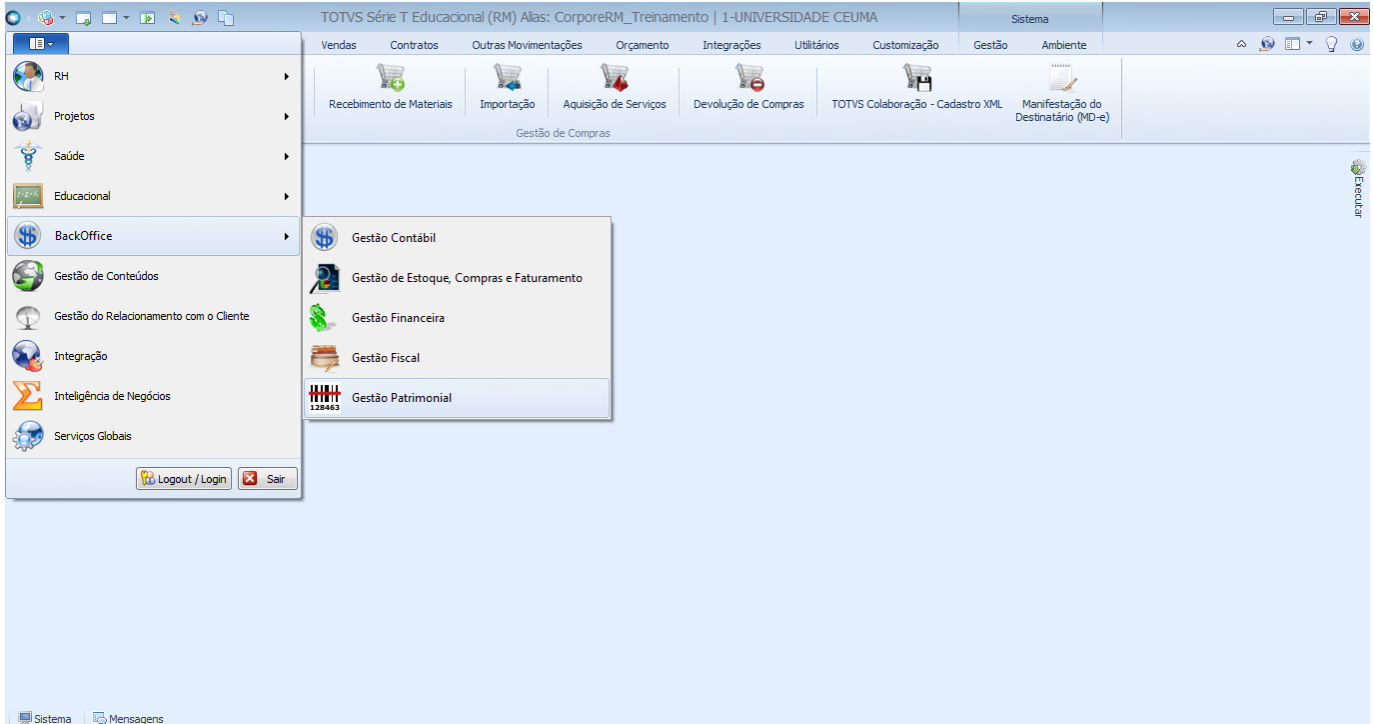 TOTVS Série T Educacional (RM) Alias: CorporeRM_Treinamento | 1-UNIVERSIDADE CEUMA
Sistema
Vendas Contratos Outras Movimentações Orçamento Integrações Utilitários Customização Gestão Ambiente
Recebimento de Materiais
Importação
Aquisição de Serviços
Devolução de Compras
TOTVS Colaboração - Cadastro XML
Manifestação do
Destinatário (MD-e)
Gestão de Compras
Executar
RH
Projetos
Saúde
Educacional
BackOffice
Gestão de Conteúdos
Gestão do Relacionamento com o Cliente
Integração
Inteligência de Negócios
Serviços Globais
Logout / Login Sair
Gestão Contábil
Gestão de Estoque, Compras e Faturamento
Gestão Financeira
Gestão Fiscal
128463
Gestão Patrimonial
Sistema Mensagens